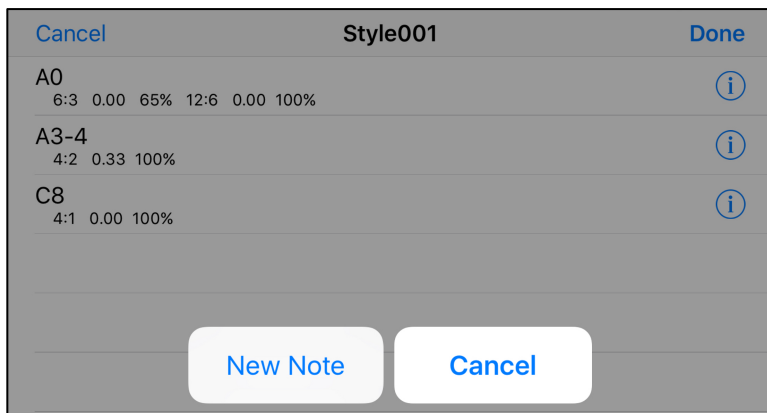 Cancel Style001 Done
A0
6:3 0.00 65% 12:6 0.00 100%
A3-4
4:2 0.33 100%
C8
4:1 0.00 100%
New Note Cancel